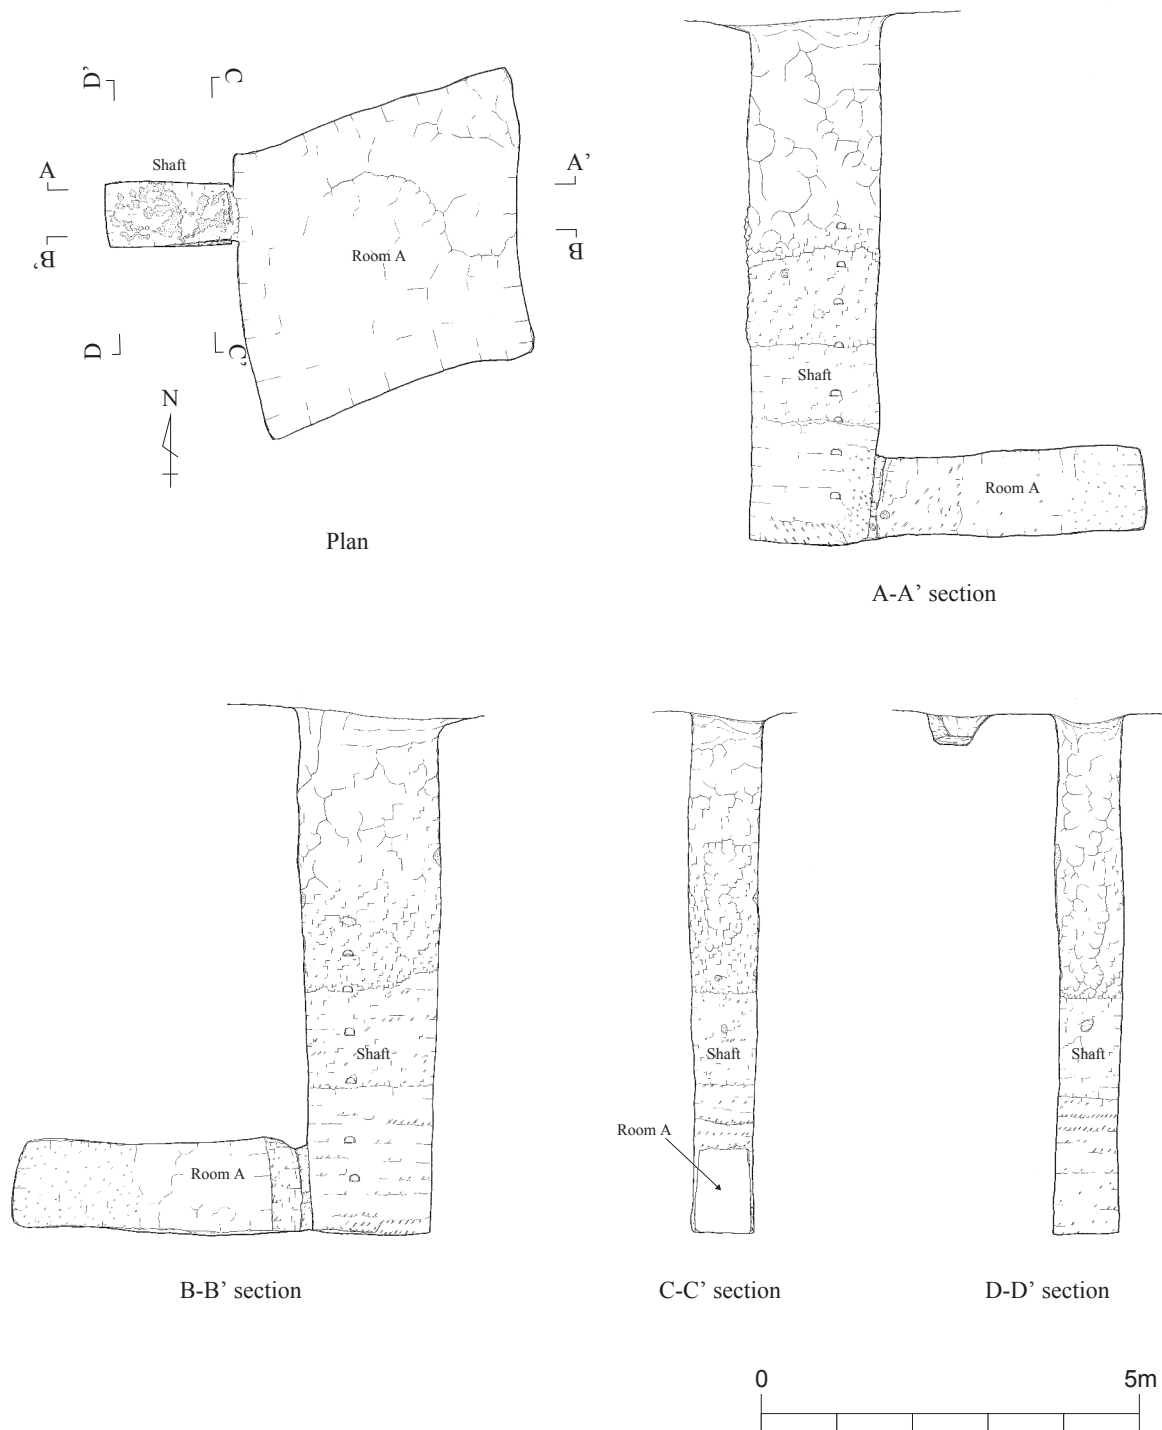 D’
C
Shaft
A
A’
Room A
B’
B
D
C’
N
Plan
Shaft
Room A
A-A’ section
Shaft
Room A
B-B’ section
Shaft
Room A
C-C’ section
Shaft
D-D’ section
0
5m